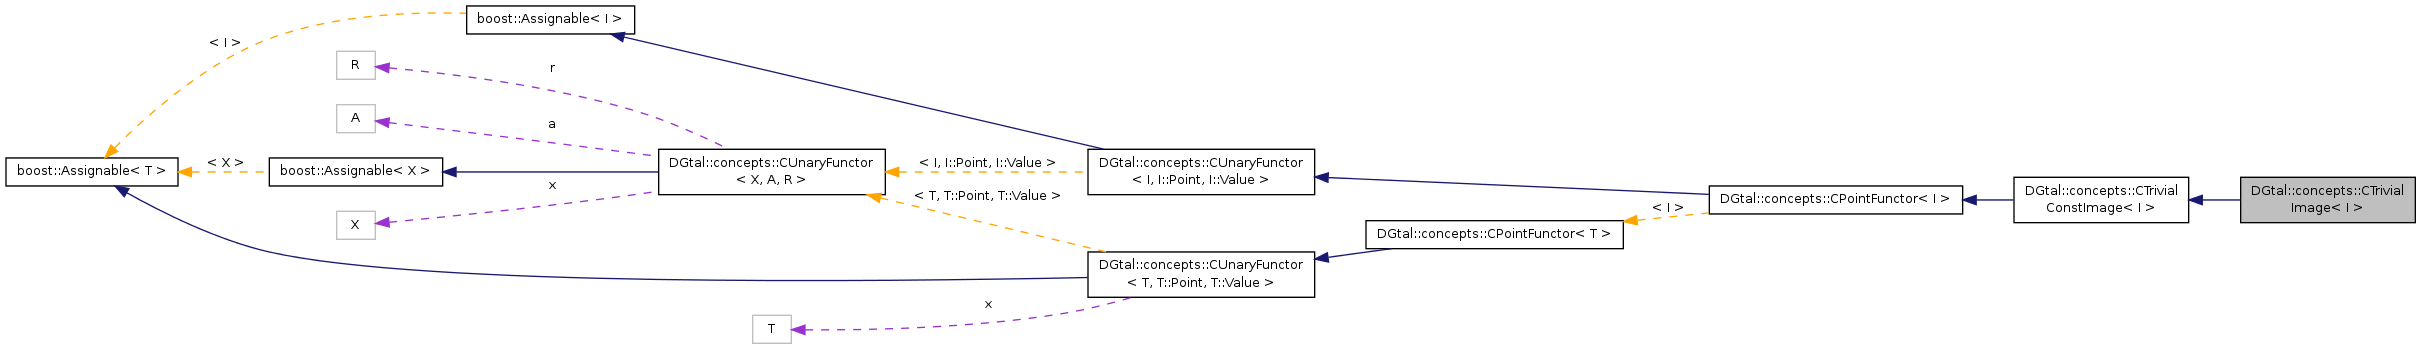 boost::Assignable< I >
< I >
R
r
A
a
DGtal::concepts::CUnaryFunctor
< X, A, R >
< I, I::Point, I::Value >
DGtal::concepts::CUnaryFunctor
< I, I::Point, I::Value >
boost::Assignable< T >
< X >
boost::Assignable< X >
x
< T, T::Point, T::Value >
X
DGtal::concepts::CPointFunctor< I >
< I >
DGtal::concepts::CTrivial
ConstImage< I >
DGtal::concepts::CTrivial
Image< I >
DGtal::concepts::CPointFunctor< T >
DGtal::concepts::CUnaryFunctor
< T, T::Point, T::Value >
x
T